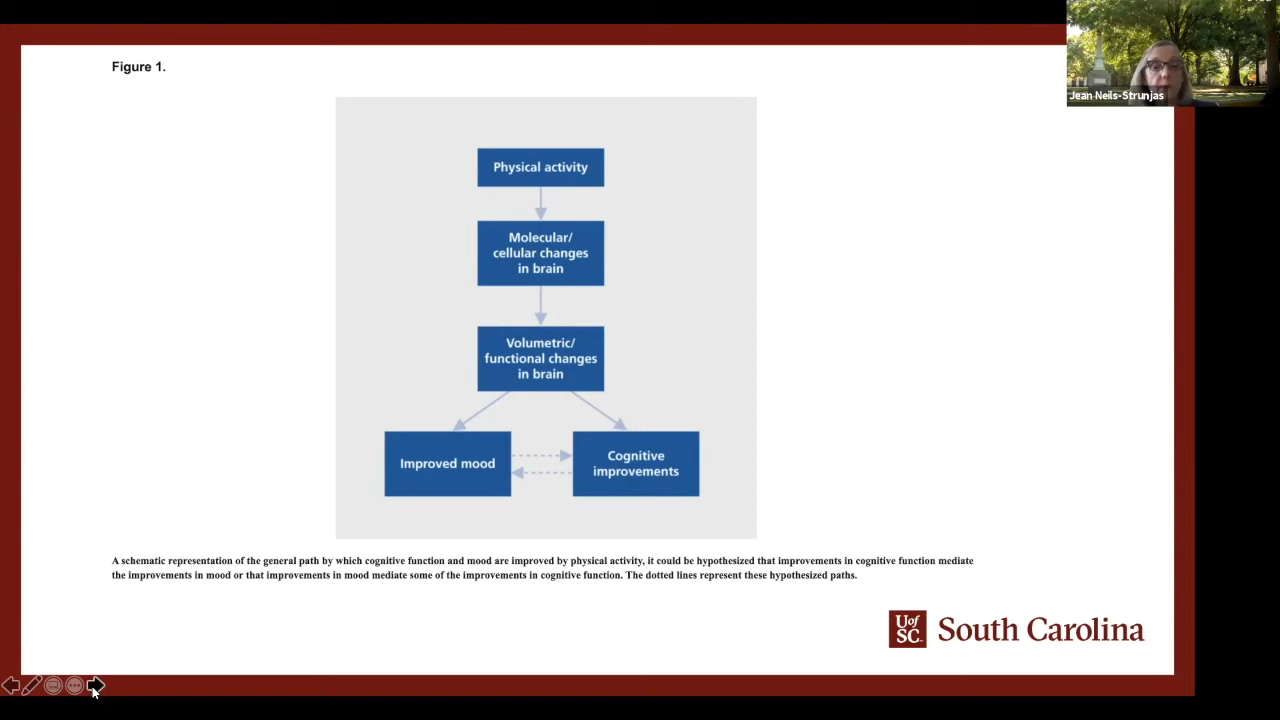 Figure 1.
Jean Neils-Strunjas
Physical activity
Molecular/
cellular changes
in brain
Volumetric/
functional changes
in brain
Improved mood
Cognitive
improvements
A schematic representation of the general path by which cognitive function and mood are improved by physical activity, it could be hypothesized that improvements in cognitive function mediate
the improvements in mood or that improvements in mood mediate some of the improvements in cognitive function. The dotted lines represent these hypothesized paths.
UofSC South Carolina